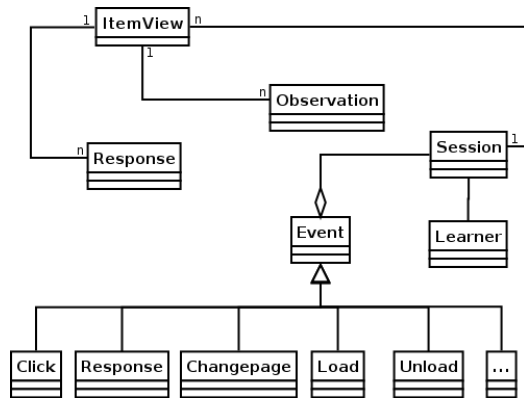 1 ItemView n
1
n Observation
n Response
Session 1
Event
Learner
Click Response Changepage Load Unload ...